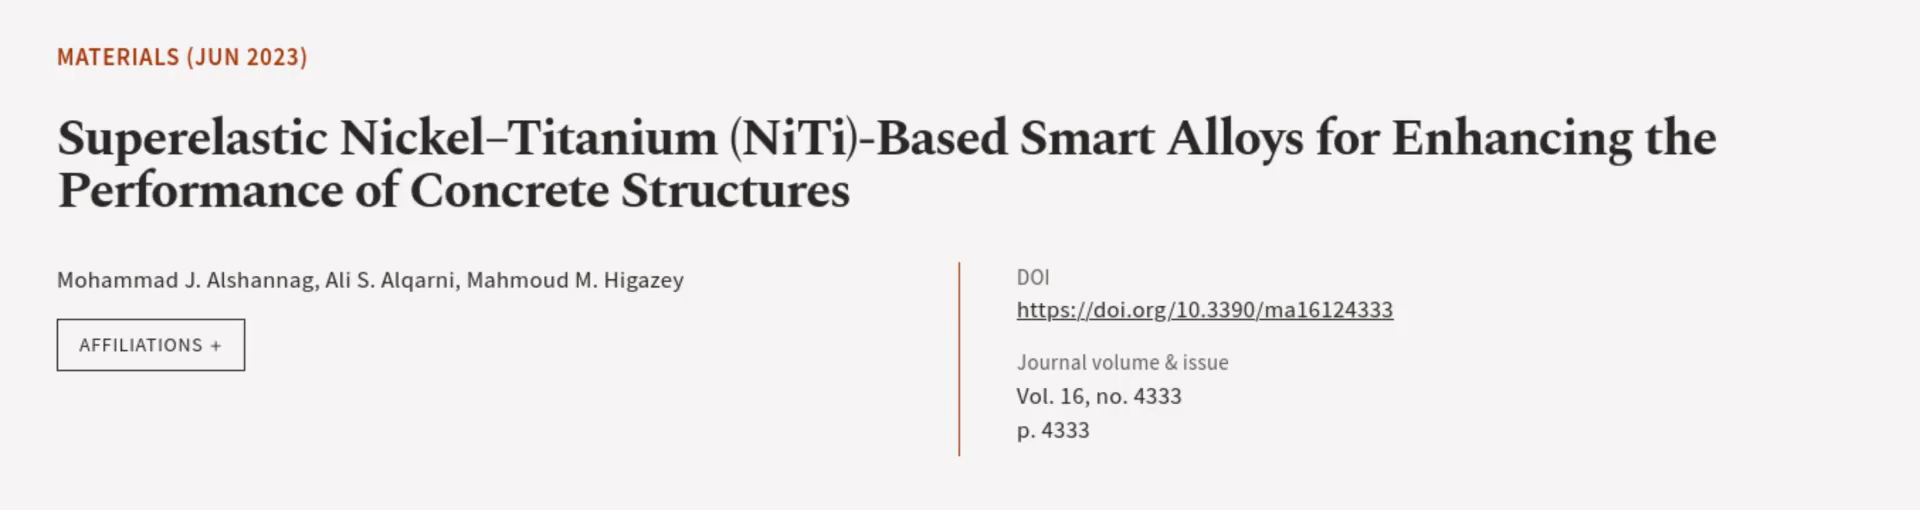 MATERIALS (JUN 2023)
Superelastic Nickel–Titanium (NiTi)-Based Smart Alloys for Enhancing the
Performance of Concrete Structures
Mohammad J. Alshannag, Ali S. Alqarni, Mahmoud M. Higazey
AFFILIATIONS +
DOI
https://doi.org/10.3390/ma16124333
Journal volume & issue
Vol. 16, no. 4333
p. 4333